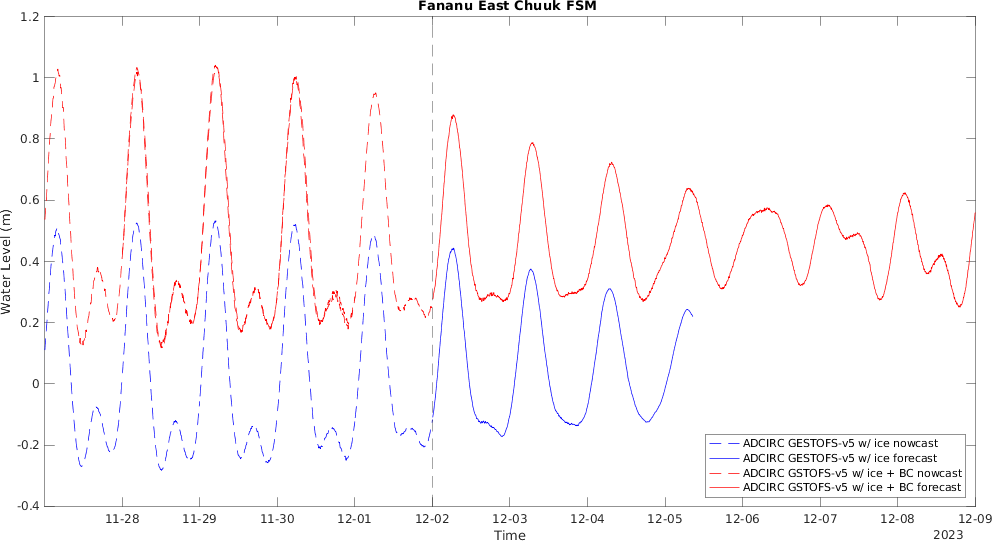 Fananu East Chuuk FSM
Water Level (m)
1.2
1
0.8
0.6
0.4
0.2
0
-0.2
-0.4
ADCIRC GESTOFS-v5 w/ ice nowcast
ADCIRC GESTOFS-v5 w/ ice forecast
ADCIRC GSTOFS-v5 w/ ice + BC nowcast
ADCIRC GSTOFS-v5 w/ ice + BC forecast
11-28 11-29 11-30 12-01 12-02 12-03 12-04 12-05 12-06 12-07 12-08 12-09
Time
2023